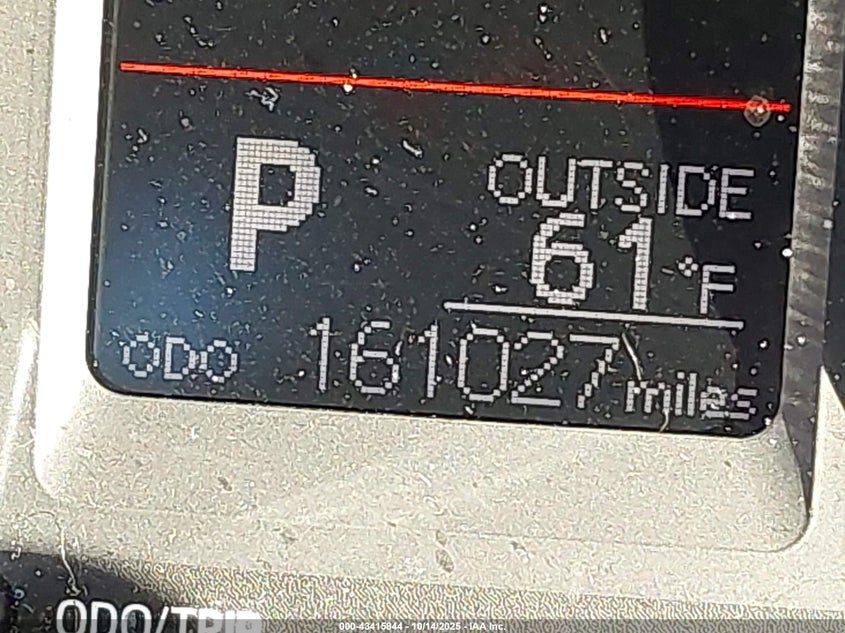 P
OUTSIDE
61°F
ODO 161027 miles
ODO/TRIP
000-43415844 - 10/14/2025 - IAA Inc.